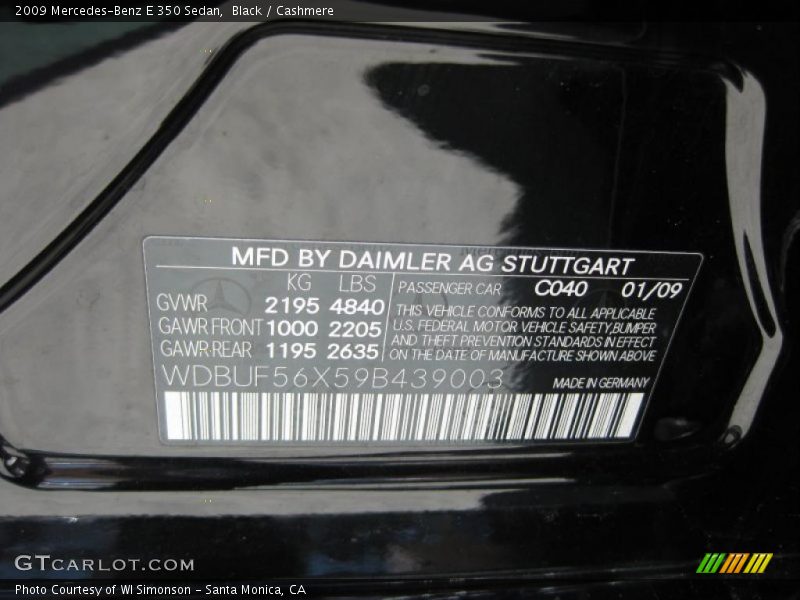 2009 Mercedes-Benz E 350 Sedan, Black / Cashmere
MFD BY DAIMLER AG STUTTGART
KG LBS
GVWR 2195 4840
GAWR FRONT 1000 2205
GAWR REAR 1195 2635
PASSENGER CAR C040 01/09
THIS VEHICLE CONFORMS TO ALL APPLICABLE
U.S. FEDERAL MOTOR VEHICLE SAFETY, BUMPER
AND THEFT PREVENTION STANDARDS IN EFFECT
ON THE DATE OF MANUFACTURE SHOWN ABOVE
WDBUF56X59B439003
MADE IN GERMANY
GTCARLOT.COM
Photo Courtesy of WI Simonson - Santa Monica, CA